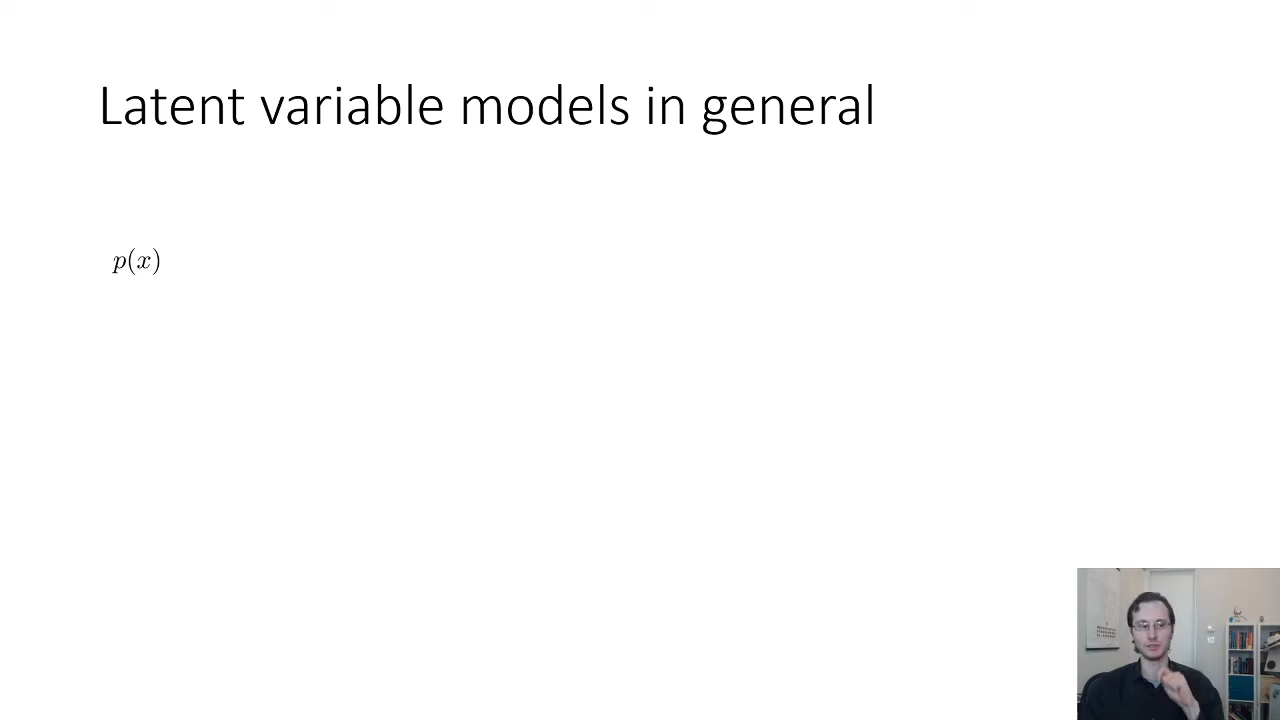 Latent variable models in general
p(x)